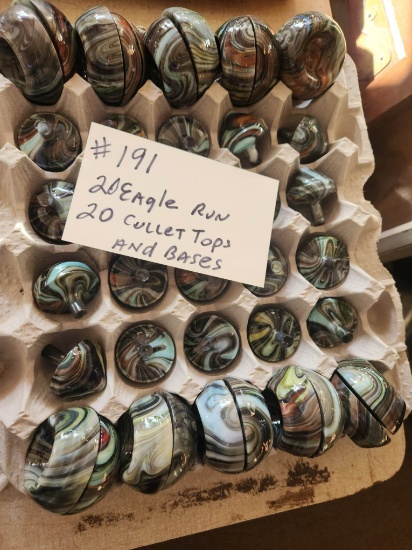 #191
20 Eagle Run
20 Cullet Tops
And Bases